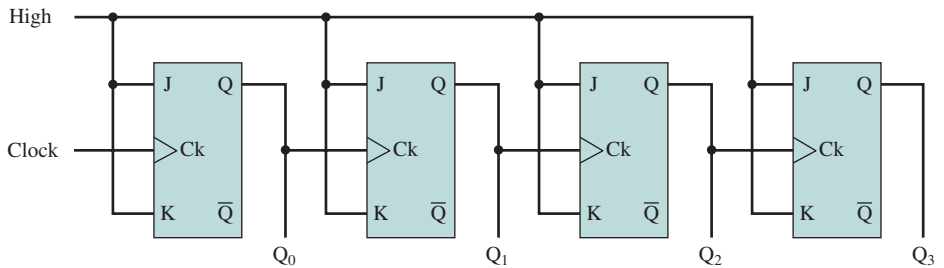 High
J Q J Q J Q J Q
Clock Ck Ck Ck Ck
K Q̅ K Q̅ K Q̅ K Q̅
Q₀ Q₁ Q₂ Q₃